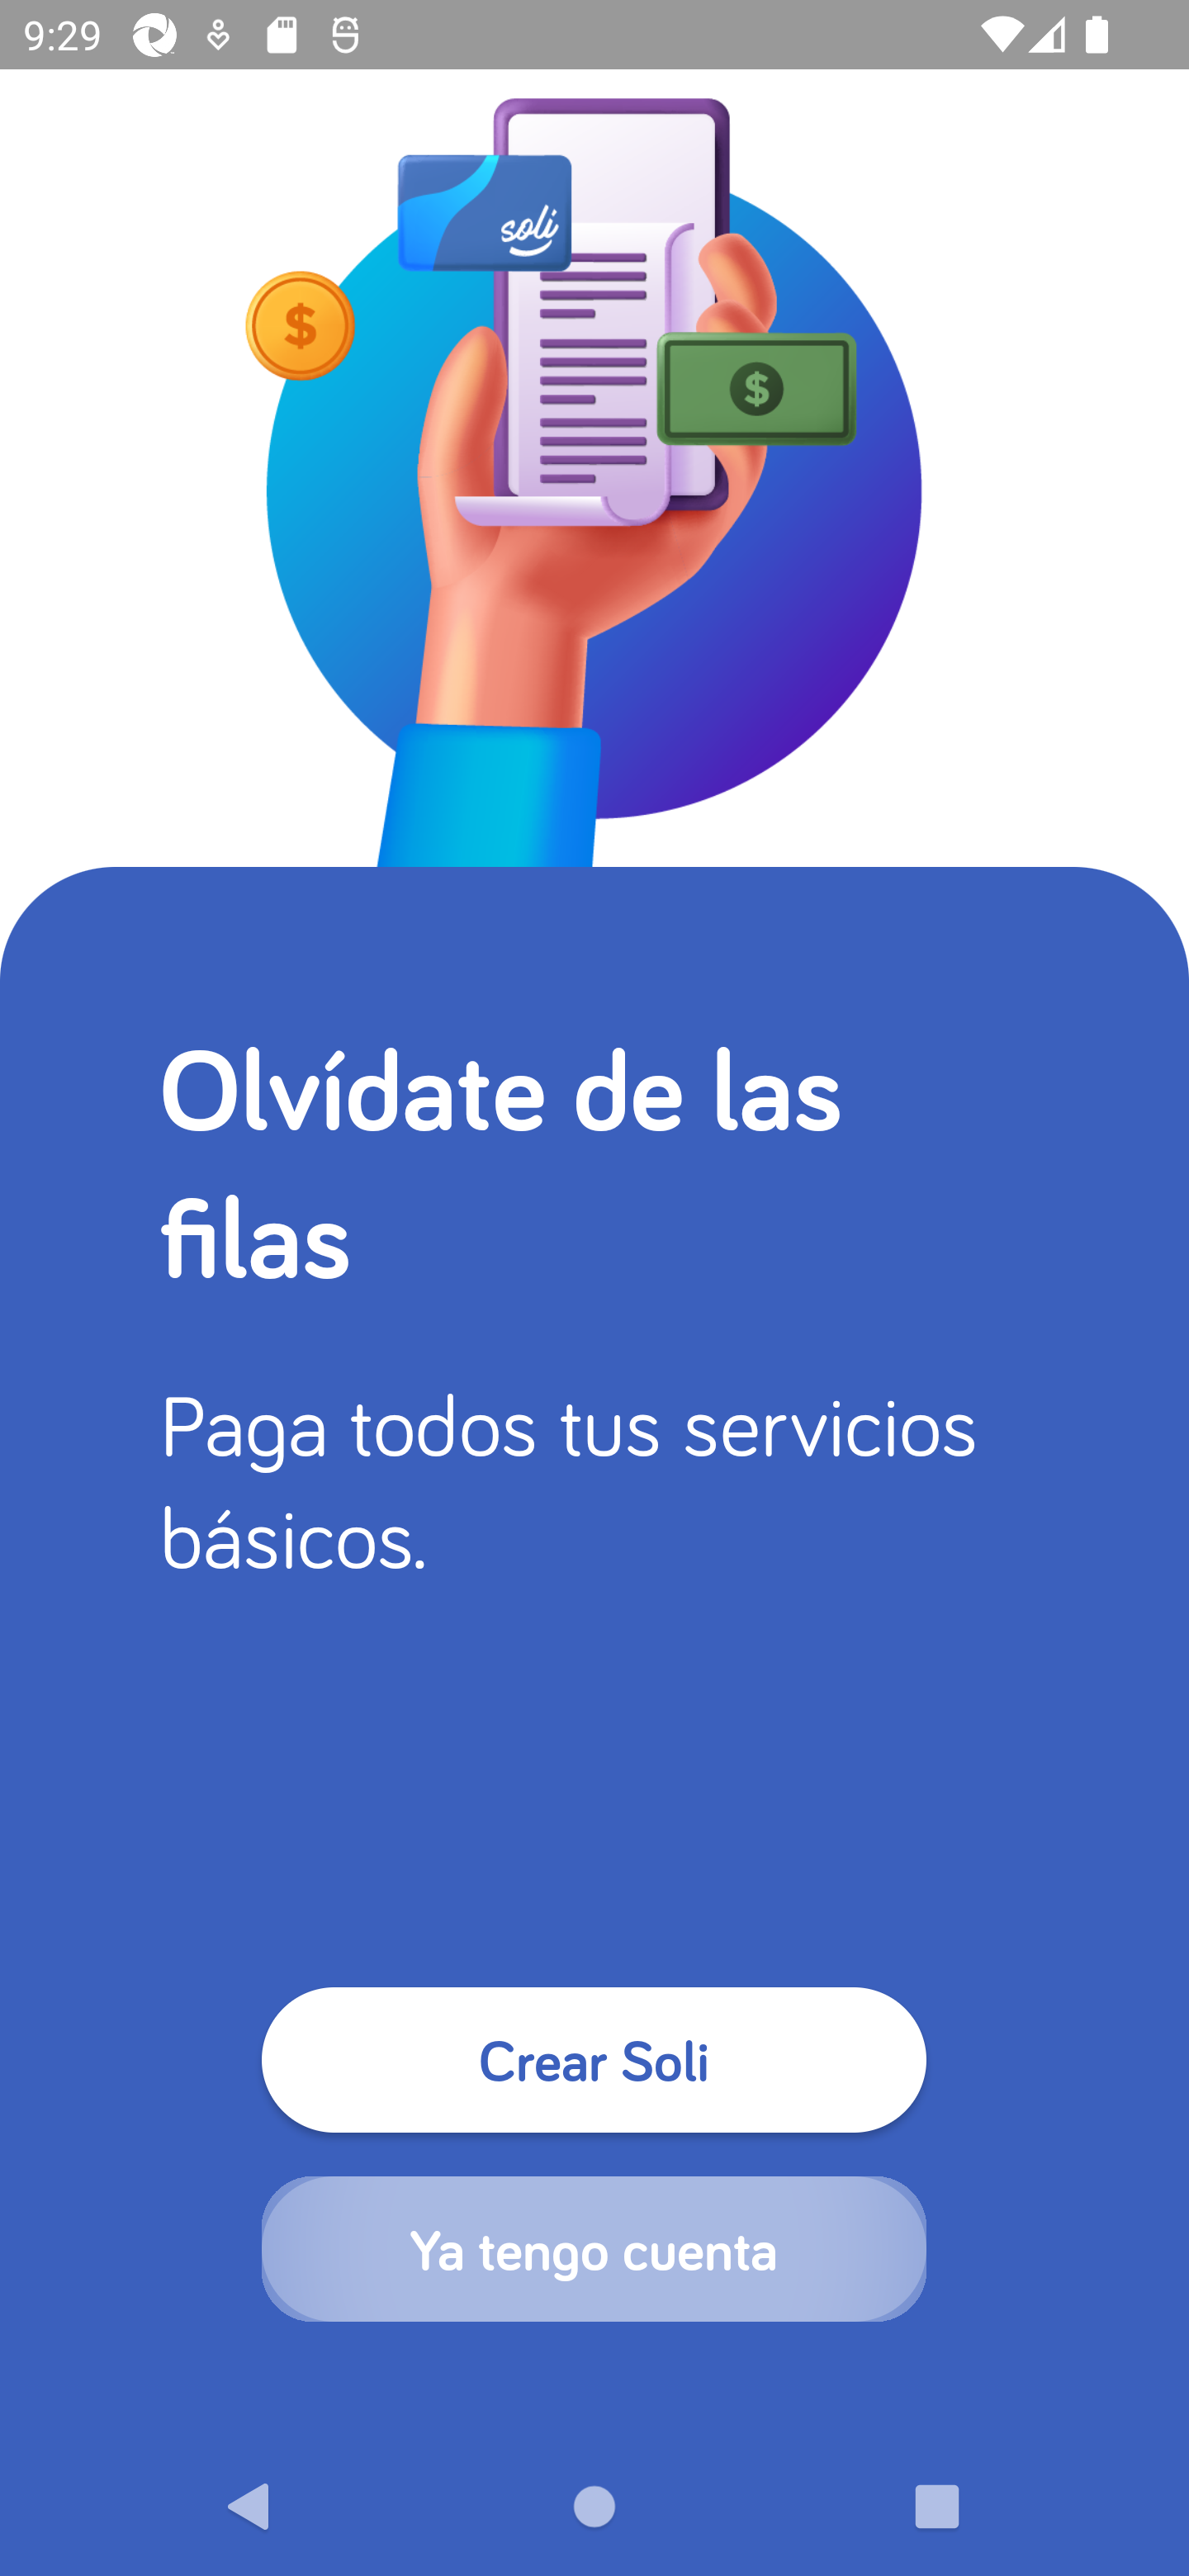 9:29
soli
$
$
Olvídate de las
filas
Paga todos tus servicios
básicos.
Crear Soli
Ya tengo cuenta